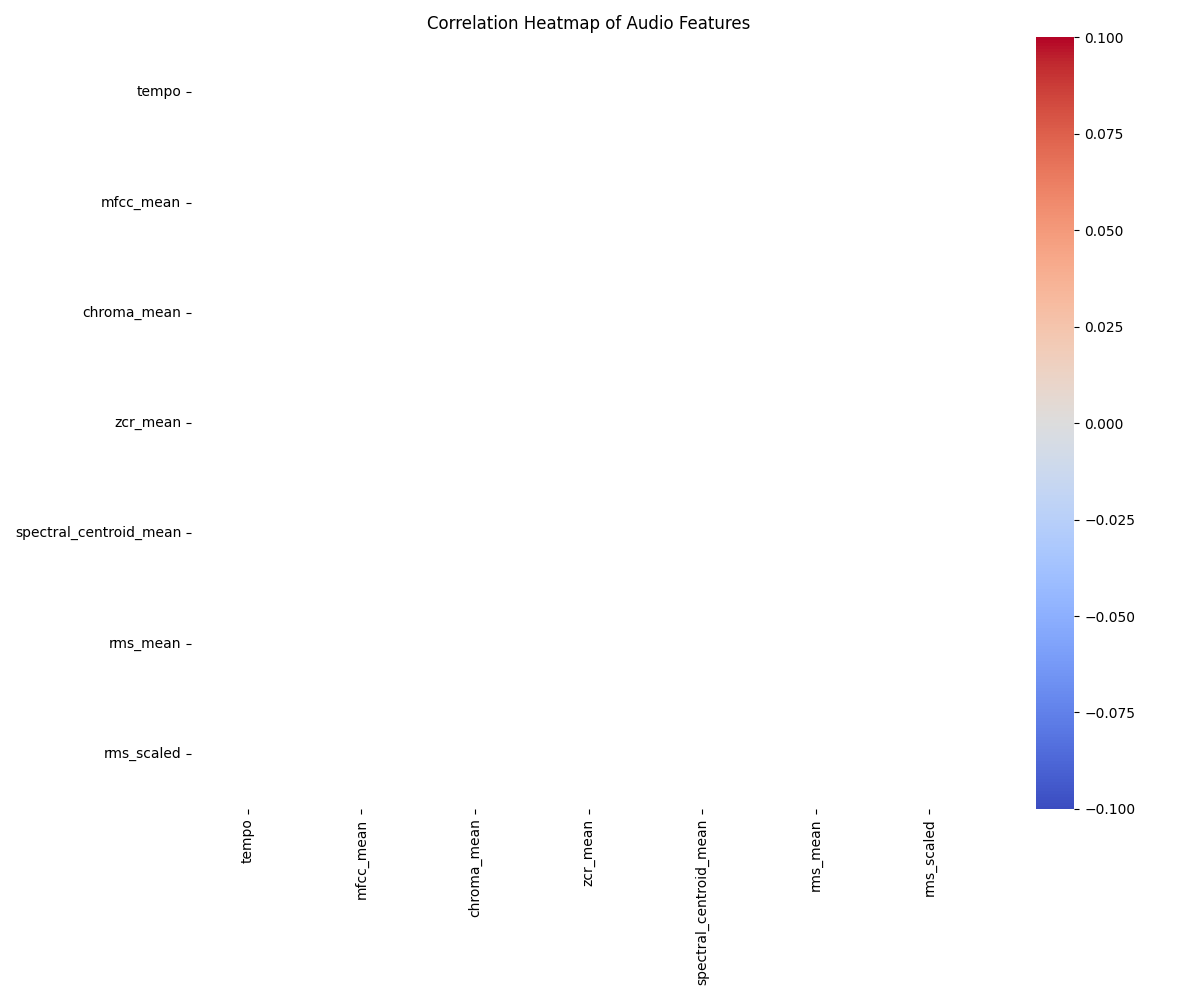 Correlation Heatmap of Audio Features
tempo
mfcc_mean
chroma_mean
zcr_mean
spectral_centroid_mean
rms_mean
rms_scaled
tempo
mfcc_mean
chroma_mean
zcr_mean
spectral_centroid_mean
rms_mean
rms_scaled
0.100
0.075
0.050
0.025
0.000
−0.025
−0.050
−0.075
−0.100